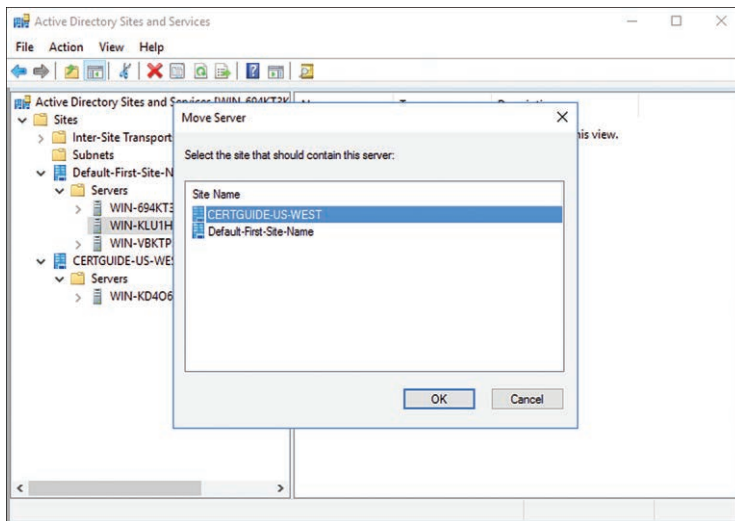 Active Directory Sites and Services
File Action View Help
Active Directory Sites and Services [WIN-694KT3K
Sites
Inter-Site Transport
Subnets
Default-First-Site-N
Servers
WIN-694KT3
WIN-KLU1H
WIN-VBKTP
CERTGUIDE-US-WES
Servers
WIN-KD4O6
his view.
Move Server
Select the site that should contain this server:
Site Name
CERTGUIDE-US-WEST
Default-First-Site-Name
OK Cancel